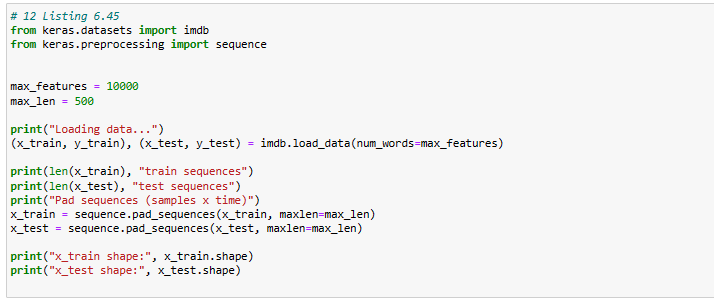 # 12 Listing 6.45
from keras.datasets import imdb
from keras.preprocessing import sequence
max_features = 10000
max_len = 500
print("Loading data...")
(x_train, y_train), (x_test, y_test) = imdb.load_data(num_words=max_features)
print(len(x_train), "train sequences")
print(len(x_test), "test sequences")
print("Pad sequences (samples x time)")
x_train = sequence.pad_sequences(x_train, maxlen=max_len)
x_test = sequence.pad_sequences(x_test, maxlen=max_len)
print("x_train shape:", x_train.shape)
print("x_test shape:", x_test.shape)